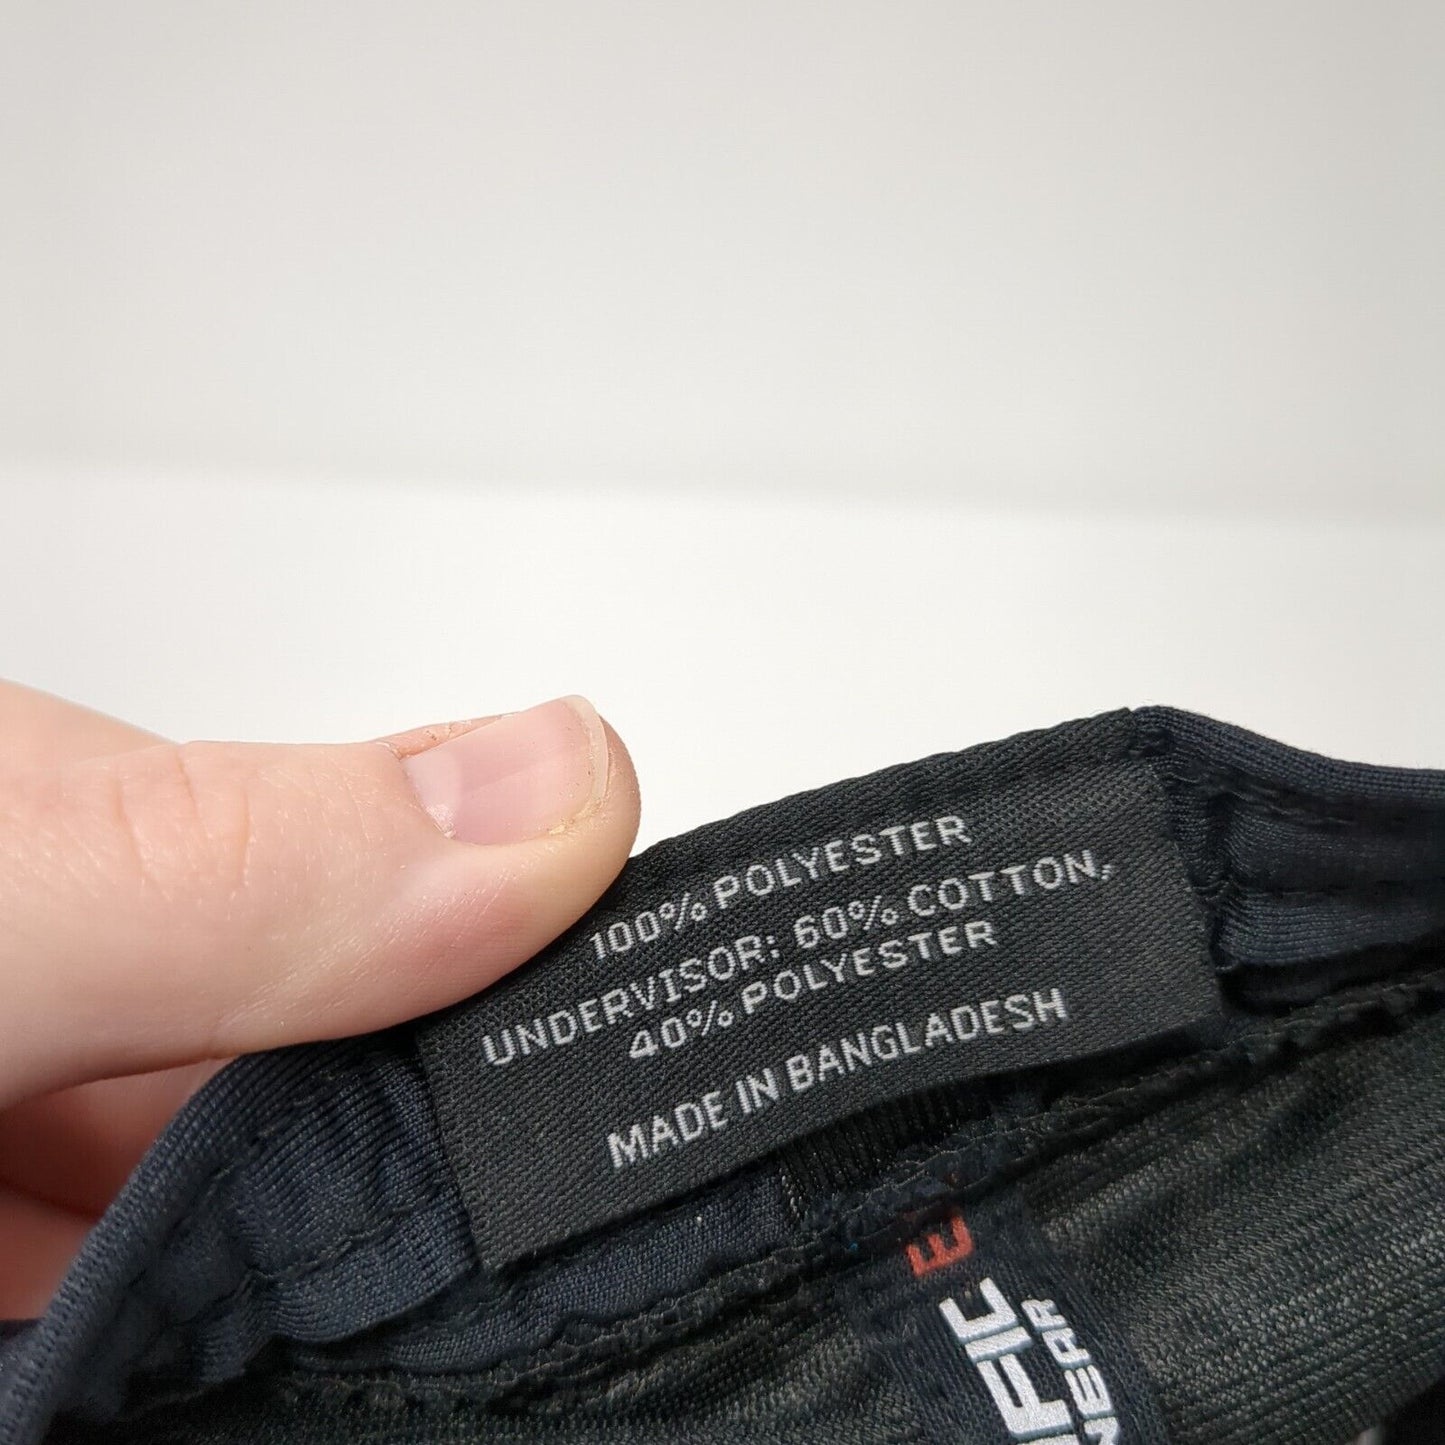 100% POLYESTER
UNDERVISOR: 60% COTTON,
40% POLYESTER
MADE IN BANGLADESH